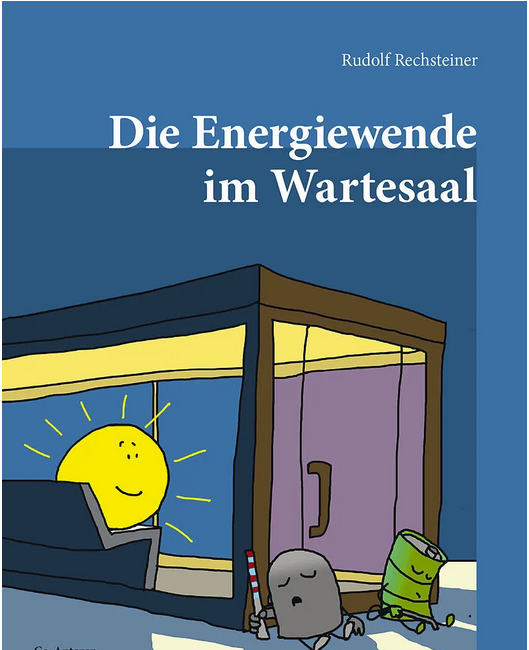 Rudolf Rechsteiner
Die Energiewende
im Wartesaal